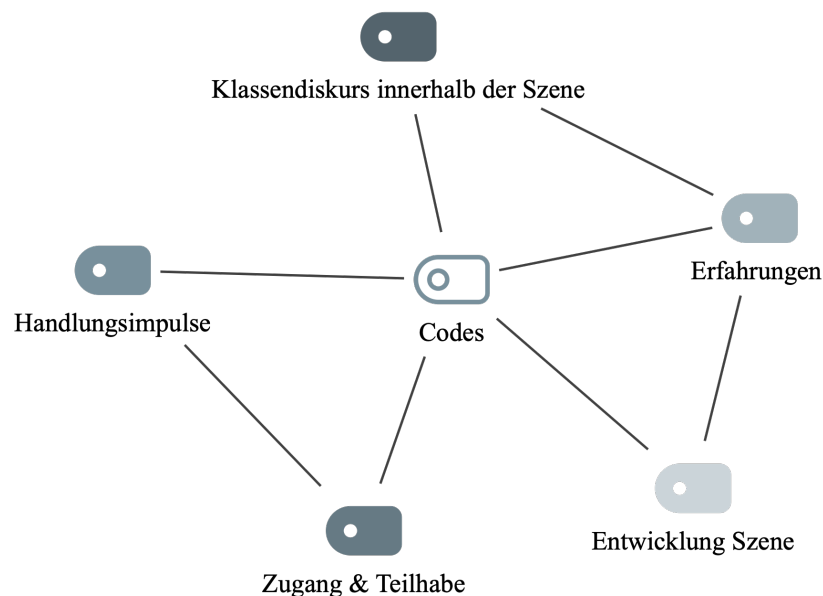 Klassendiskurs innerhalb der Szene
Erfahrungen
Handlungsimpulse
Codes
Entwicklung Szene
Zugang & Teilhabe